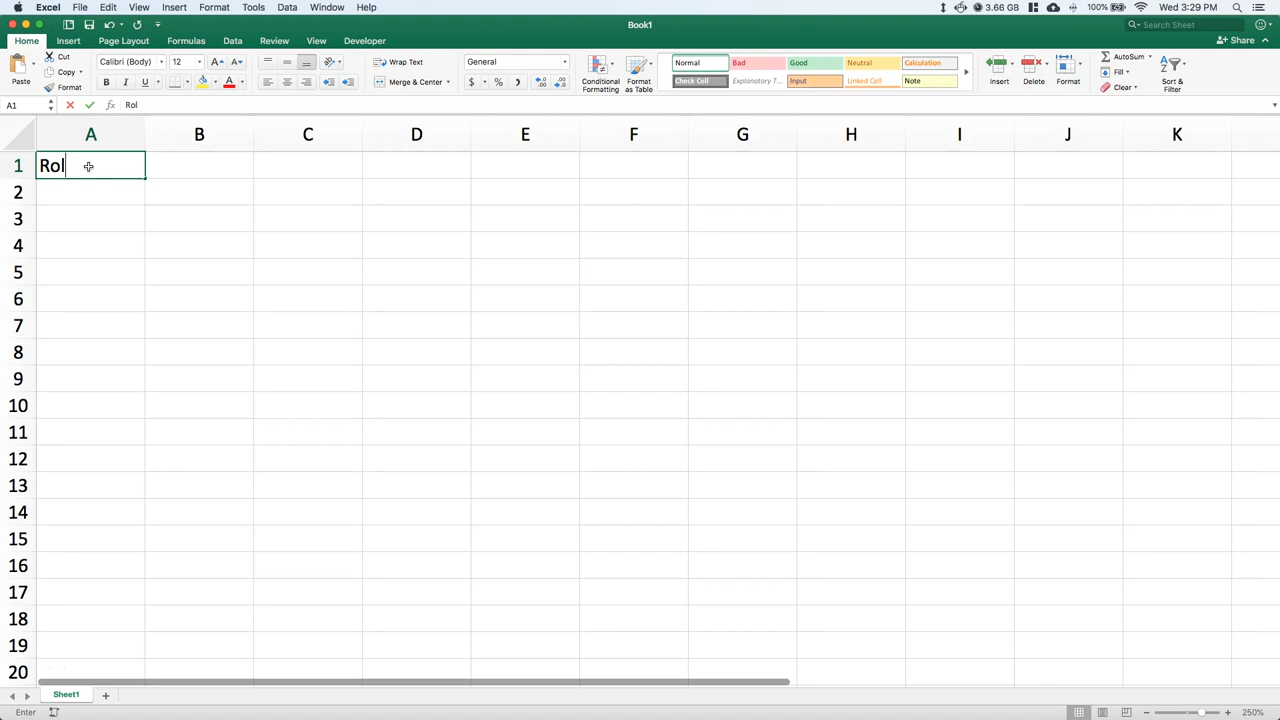 Excel File Edit View Insert Format Tools Data Window Help 3.66 GB 100% Wed 3:29 PM
Book1 Search Sheet
Home Insert Page Layout Formulas Data Review View Developer Share
Paste Cut Copy Format
Calibri (Body) 12 A A
B I U A
Wrap Text
Merge & Center
General
$ % )
Conditional Formatting
Format as Table
Normal Bad Good Neutral Calculation
Check Cell Explanatory T... Input Linked Cell Note
Insert Delete Format
AutoSum
Fill
Clear
Sort & Filter
A1 fx Rol
A B C D E F G H I J K
1 Rol
2
3
4
5
6
7
8
9
10
11
12
13
14
15
16
17
18
19
20
Sheet1 +
Enter 250%